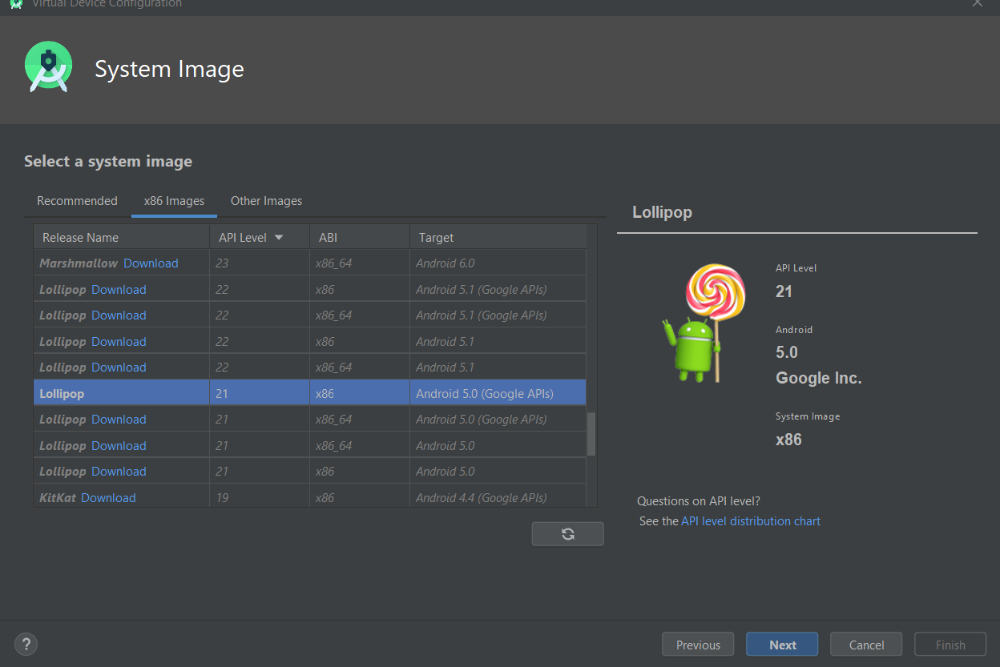 Virtual Device Configuration
System Image
Select a system image
Recommended x86 Images Other Images
Release Name API Level ABI Target
Marshmallow Download 23 x86_64 Android 6.0
Lollipop Download 22 x86 Android 5.1 (Google APIs)
Lollipop Download 22 x86_64 Android 5.1 (Google APIs)
Lollipop Download 22 x86 Android 5.1
Lollipop Download 22 x86_64 Android 5.1
Lollipop 21 x86 Android 5.0 (Google APIs)
Lollipop Download 21 x86_64 Android 5.0 (Google APIs)
Lollipop Download 21 x86_64 Android 5.0
Lollipop Download 21 x86 Android 5.0
KitKat Download 19 x86 Android 4.4 (Google APIs)
Lollipop
API Level
21
Android
5.0
Google Inc.
System Image
x86
Questions on API level?
See the API level distribution chart
? Previous Next Cancel Finish